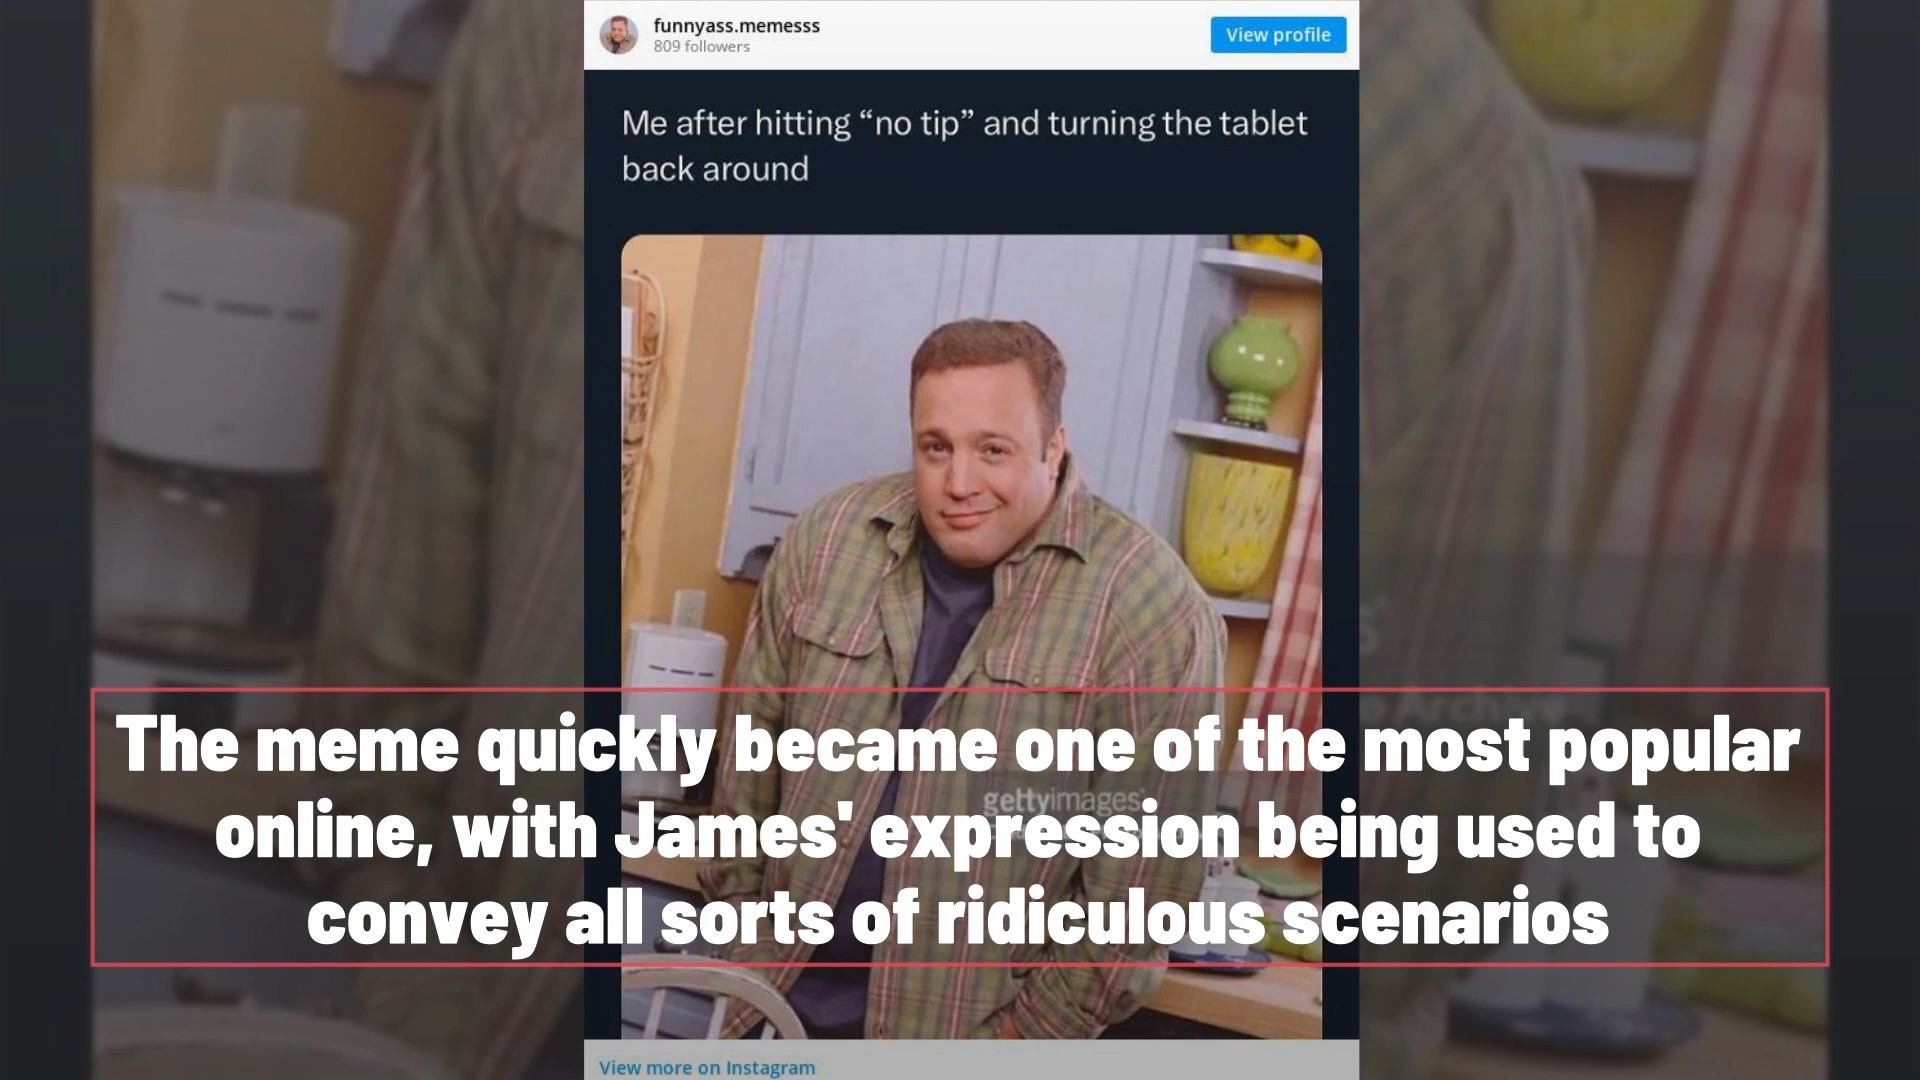 funnyass.memesss
809 followers
View profile
Me after hitting “no tip” and turning the tablet
back around
gettyimages
The meme quickly became one of the most popular
online, with James' expression being used to
convey all sorts of ridiculous scenarios
View more on Instagram